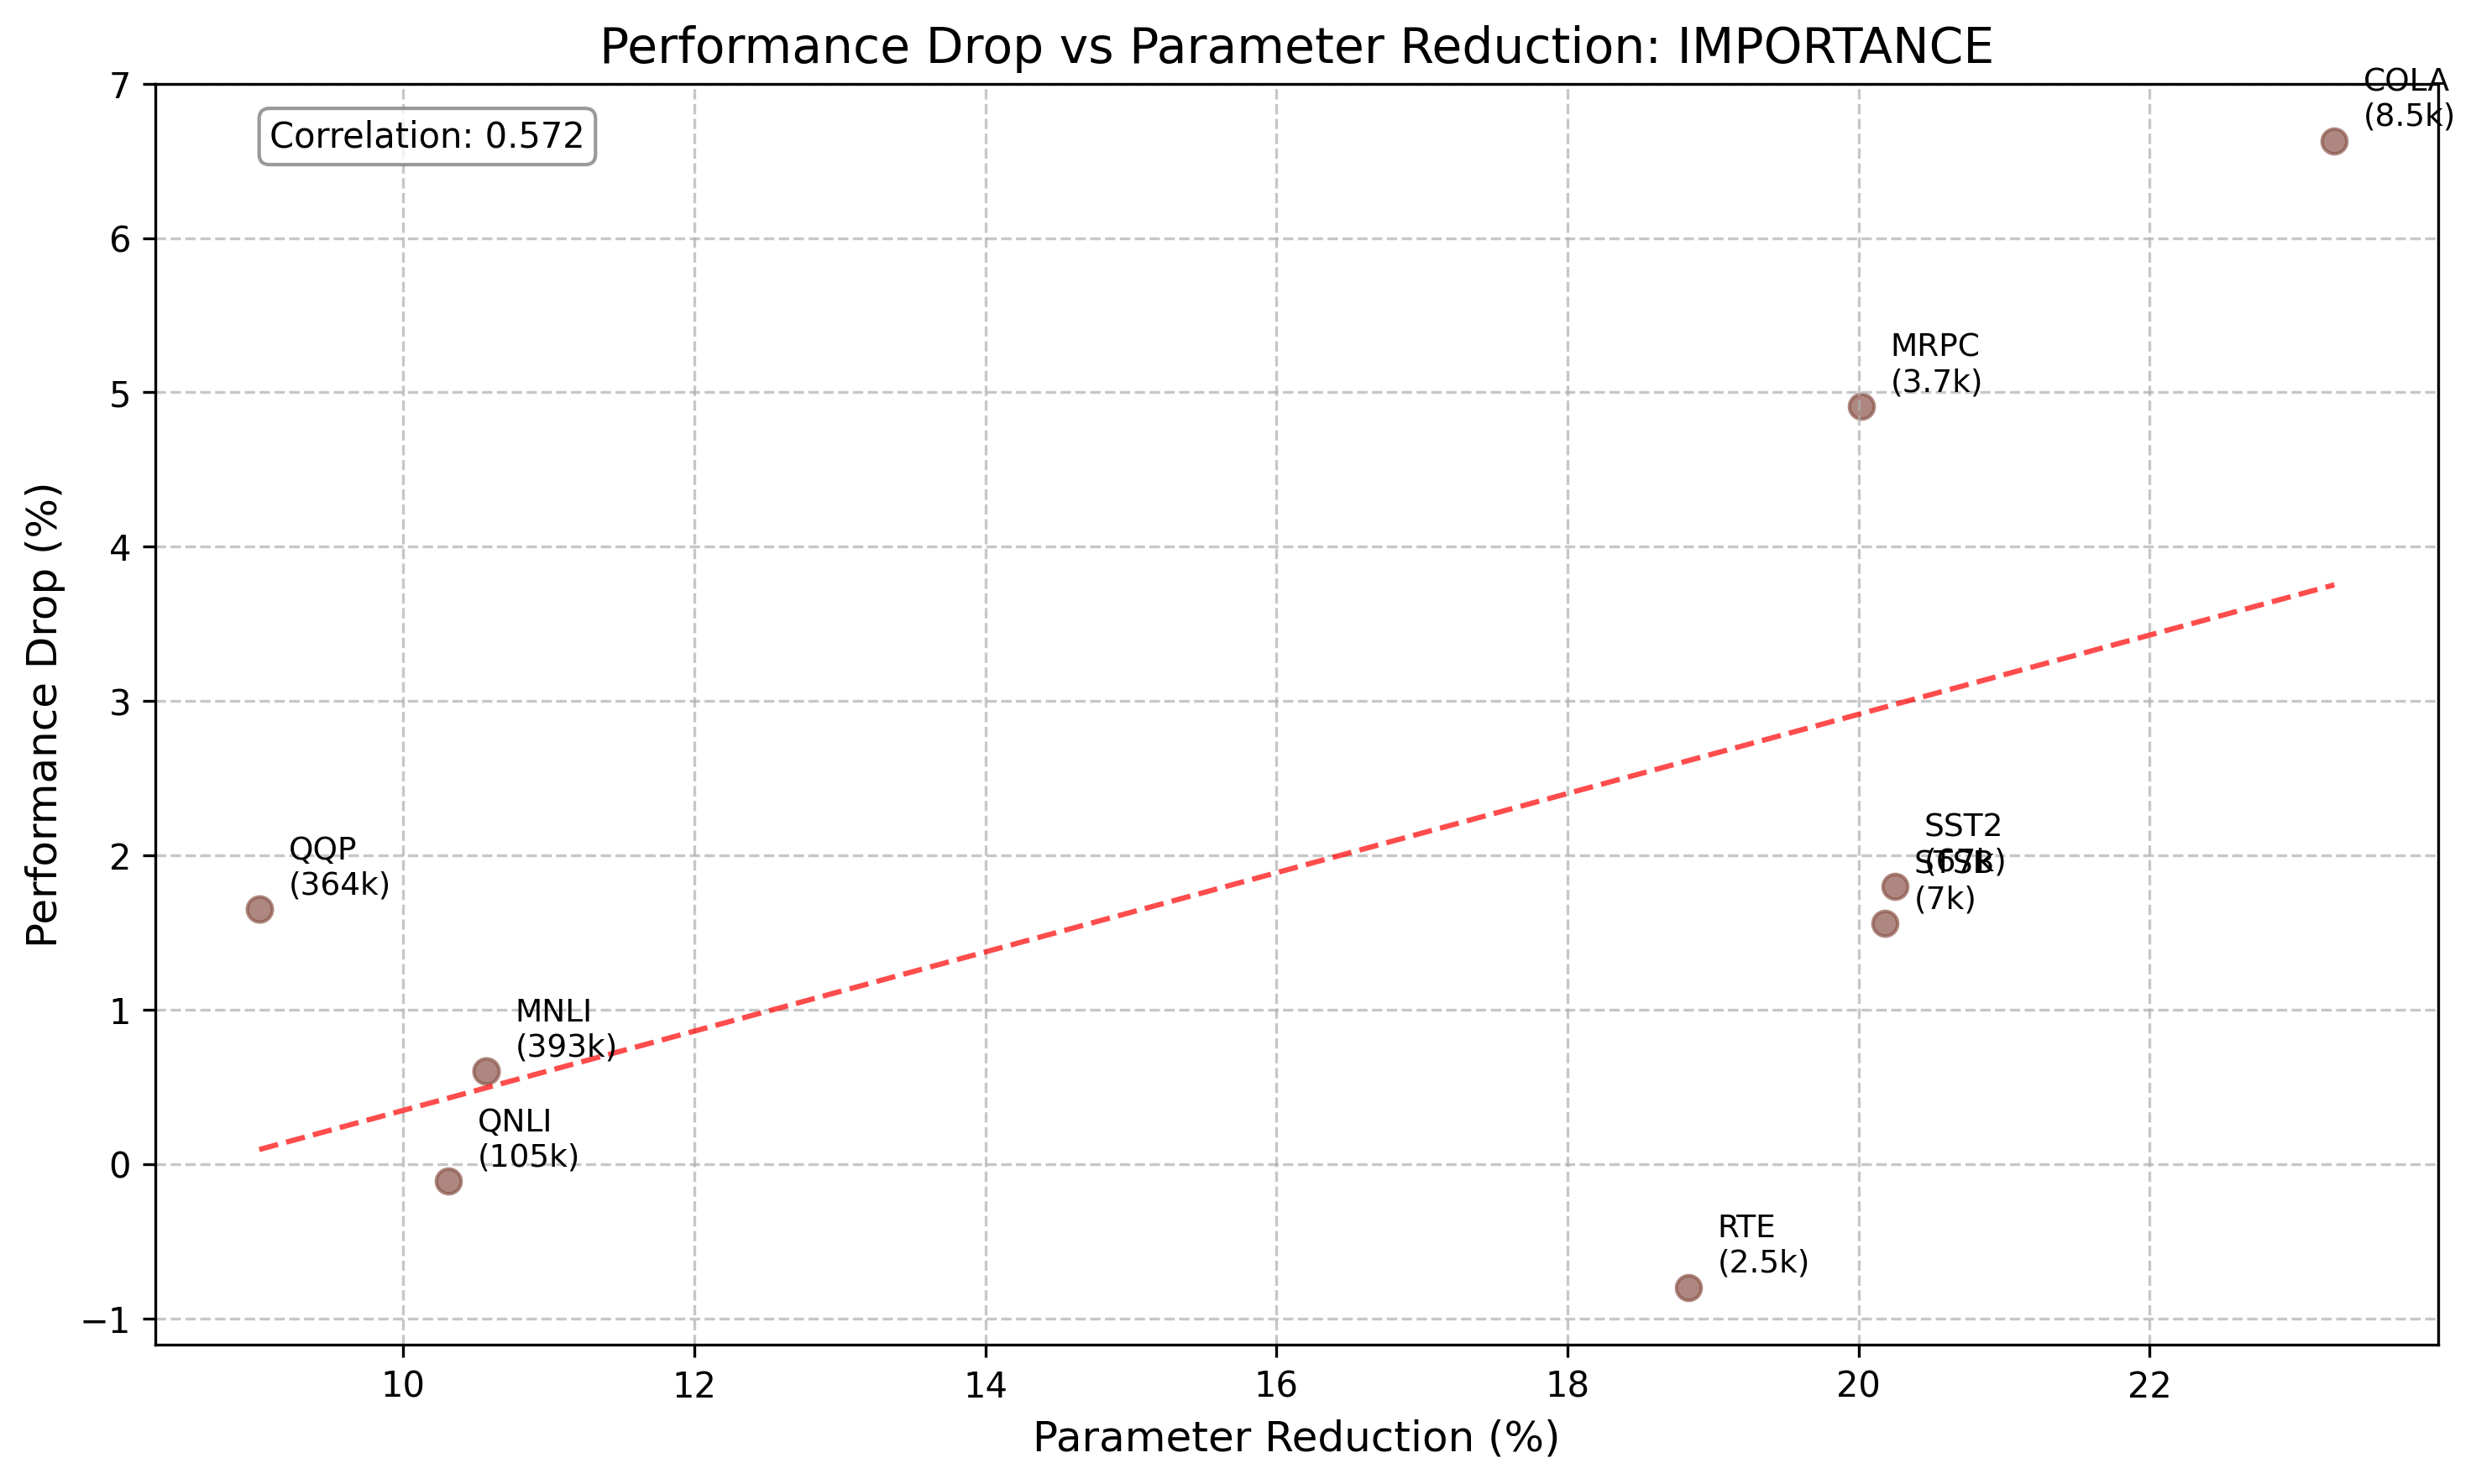 Performance Drop vs Parameter Reduction: IMPORTANCE
Correlation: 0.572
COLA
(8.5k)
MRPC
(3.7k)
SST2
(67k)
STSB
(7k)
QQP
(364k)
MNLI
(393k)
QNLI
(105k)
RTE
(2.5k)
7
6
5
4
3
2
1
0
−1
Performance Drop (%)
10
12
14
16
18
20
22
Parameter Reduction (%)